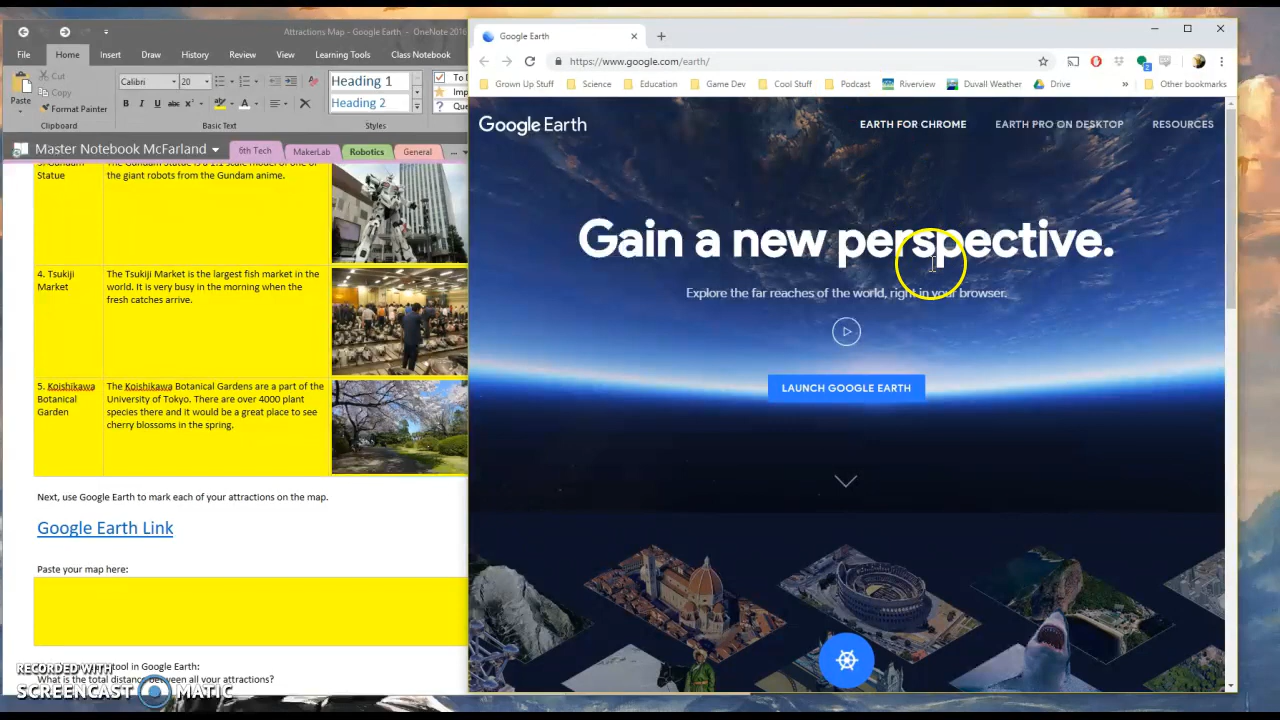 Attractions Map - Google Earth - OneNote 2016
File Home Insert Draw History Review View Learning Tools Class Notebook
Paste
Cut
Copy
Format Painter
Clipboard
Calibri 20
B I U abc
Basic Text
Heading 1
Heading 2
Styles
To
Imp
Que
Master Notebook McFarland
6th Tech MakerLab Robotics General ...
Statue
the giant robots from the Gundam anime.
4. Tsukiji
Market
The Tsukiji Market is the largest fish market in the
world. It is very busy in the morning when the
fresh catches arrive.
5. Koishikawa
Botanical
Garden
The Koishikawa Botanical Gardens are a part of the
University of Tokyo. There are over 4000 plant
species there and it would be a great place to see
cherry blossoms in the spring.
Next, use Google Earth to mark each of your attractions on the map.
Google Earth Link
Paste your map here:
tool in Google Earth:
What is the total distance between all your attractions?
RECORDED WITH
SCREENCAST MATIC
Google Earth
https://www.google.com/earth/
Grown Up Stuff Science Education Game Dev Cool Stuff Podcast Riverview Duvall Weather Drive » Other bookmarks
Google Earth
EARTH FOR CHROME EARTH PRO ON DESKTOP RESOURCES
Gain a new perspective.
Explore the far reaches of the world, right in your browser.
LAUNCH GOOGLE EARTH